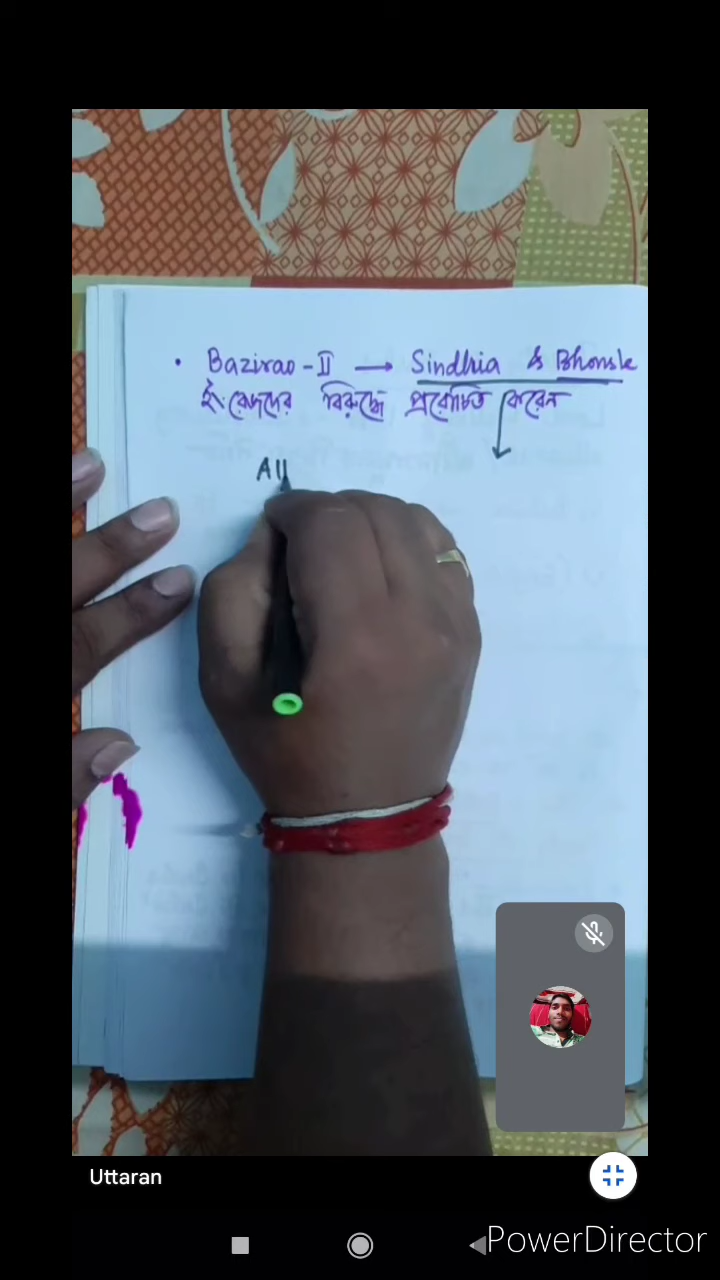 • Bazirao - II → Sindhia & Bhonsle
ইংরেজদের বিরুদ্ধে প্ররোচিত করেন
All
Uttaran
PowerDirector